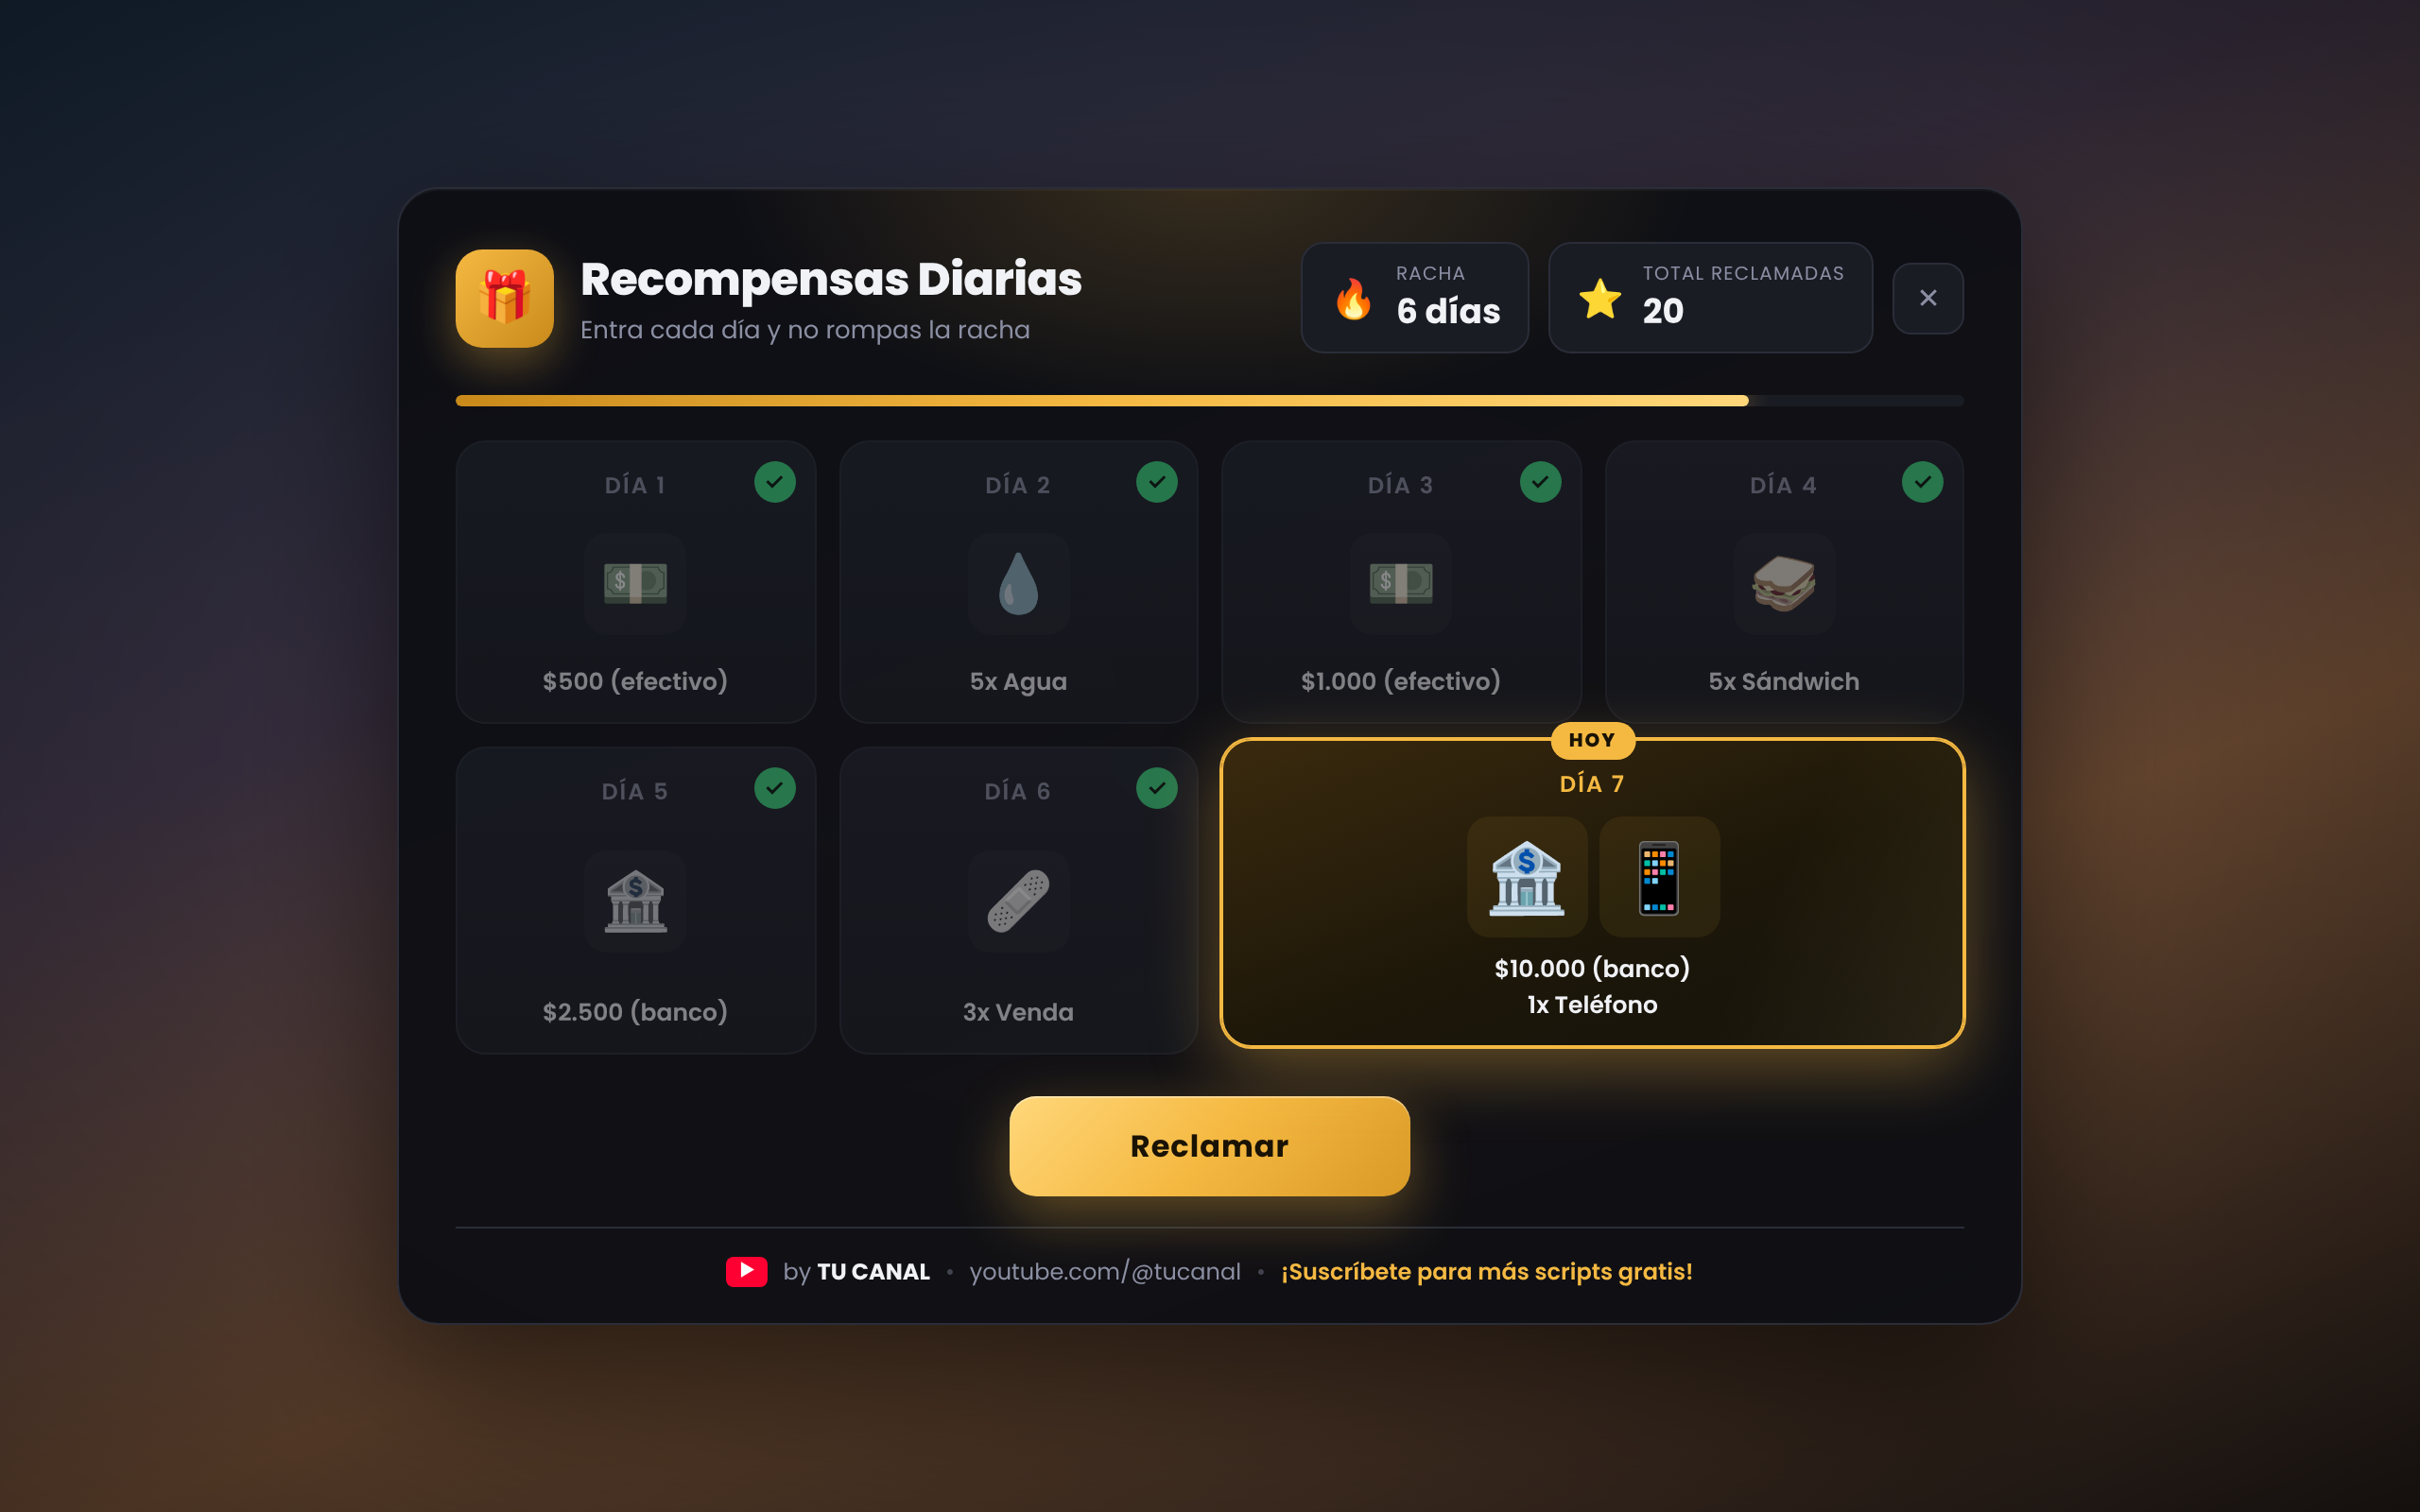 Recompensas Diarias
Entra cada día y no rompas la racha
RACHA
6 días
TOTAL RECLAMADAS
20
DÍA 1
$500 (efectivo)
DÍA 2
5x Agua
DÍA 3
$1.000 (efectivo)
DÍA 4
5x Sándwich
DÍA 5
$2.500 (banco)
DÍA 6
3x Venda
HOY
DÍA 7
$10.000 (banco)
1x Teléfono
Reclamar
by TU CANAL • youtube.com/@tucanal • ¡Suscríbete para más scripts gratis!